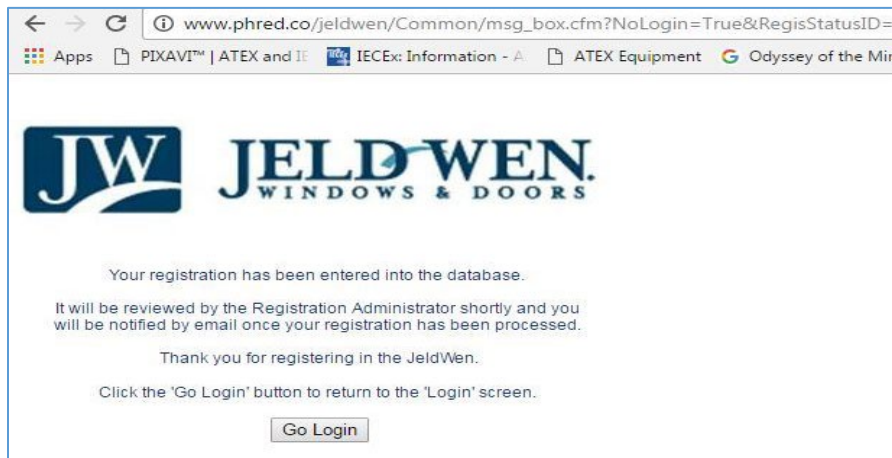 www.phred.co/jeldwen/Common/msg_box.cfm?NoLogin=True&RegisStatusID=
Apps PIXAVI™ | ATEX and IE IECEx: Information - A ATEX Equipment G Odyssey of the Min
JW JELD-WEN.
WINDOWS & DOORS
Your registration has been entered into the database.
It will be reviewed by the Registration Administrator shortly and you
will be notified by email once your registration has been processed.
Thank you for registering in the JeldWen.
Click the 'Go Login' button to return to the 'Login' screen.
Go Login